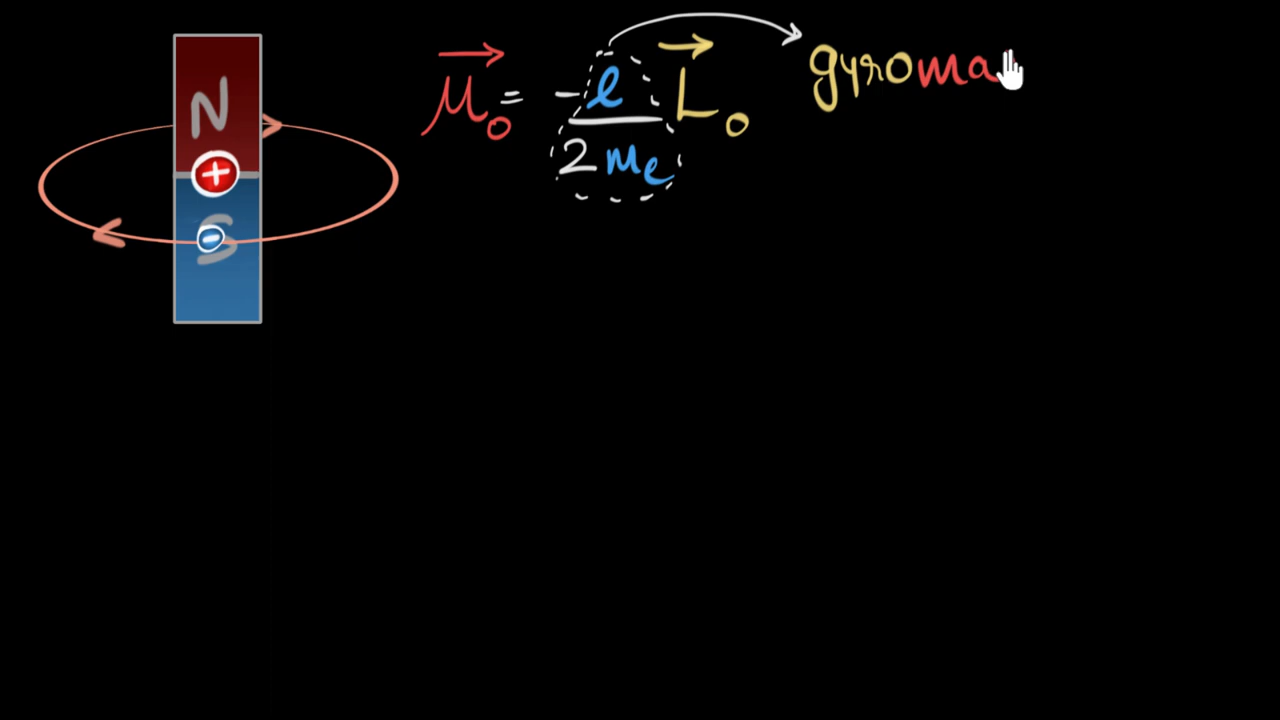 N
+
S
-
μ₀ = - e/2mₑ L₀
gyroma